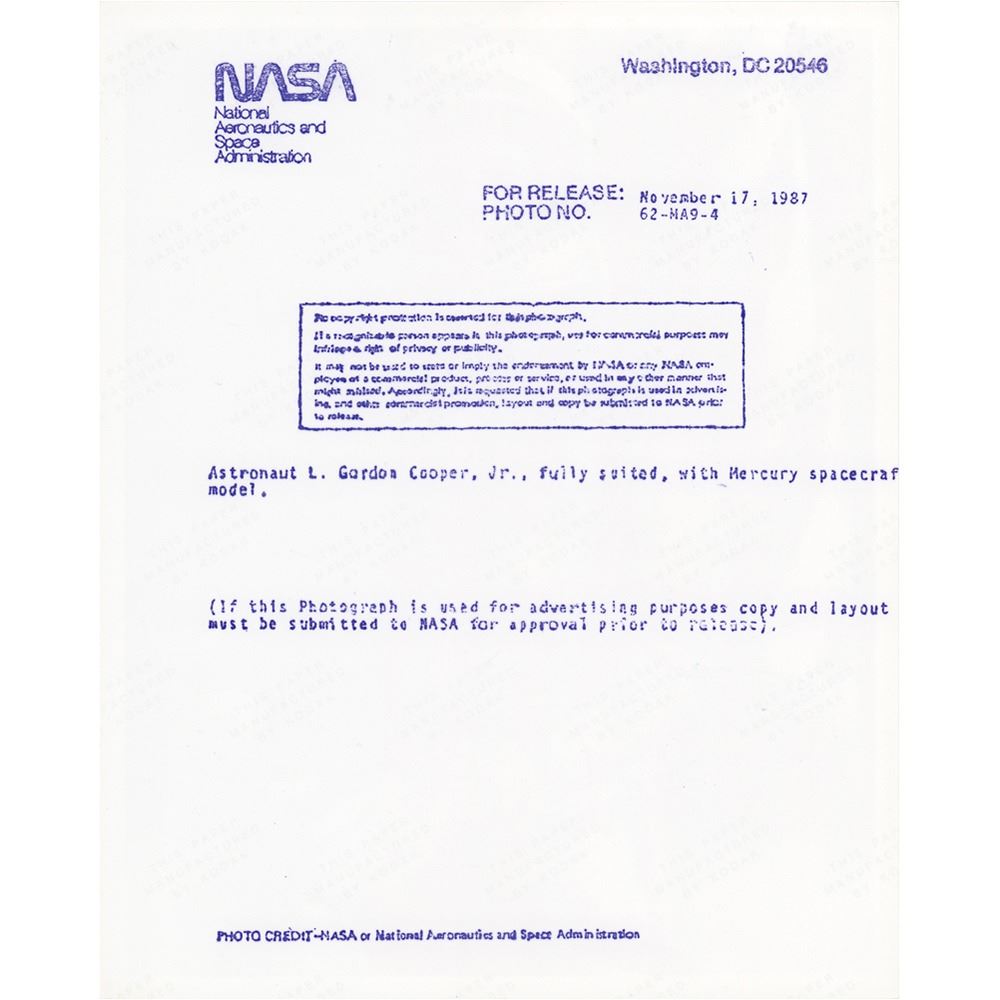 NASA
National
Aeronautics and
Space
Administration
Washington, DC 20546
FOR RELEASE: November 17, 1987
PHOTO NO. 62-MA9-4
No copyright protection is asserted for this photograph.
If a recognizable person appears in this photograph, use for commercial purposes may
infringe a right of privacy or publicity.
It may not be used to state or imply the endorsement by NASA or any NASA em-
ployee of a commercial product, process or service, or used in any other manner that
might mislead. Accordingly, it is requested that if this photograph is used in advertis-
ing, and other commercial promotion, layout and copy be submitted to NASA prior
to release.
Astronaut L. Gordon Cooper, Jr., fully suited, with Mercury spacecraf
model.
(If this Photograph is used for advertising purposes copy and layout
must be submitted to NASA for approval prior to release).
PHOTO CREDIT-NASA or National Aeronautics and Space Administration
THIS PAPER
MANUFACTURED
BY KODAK